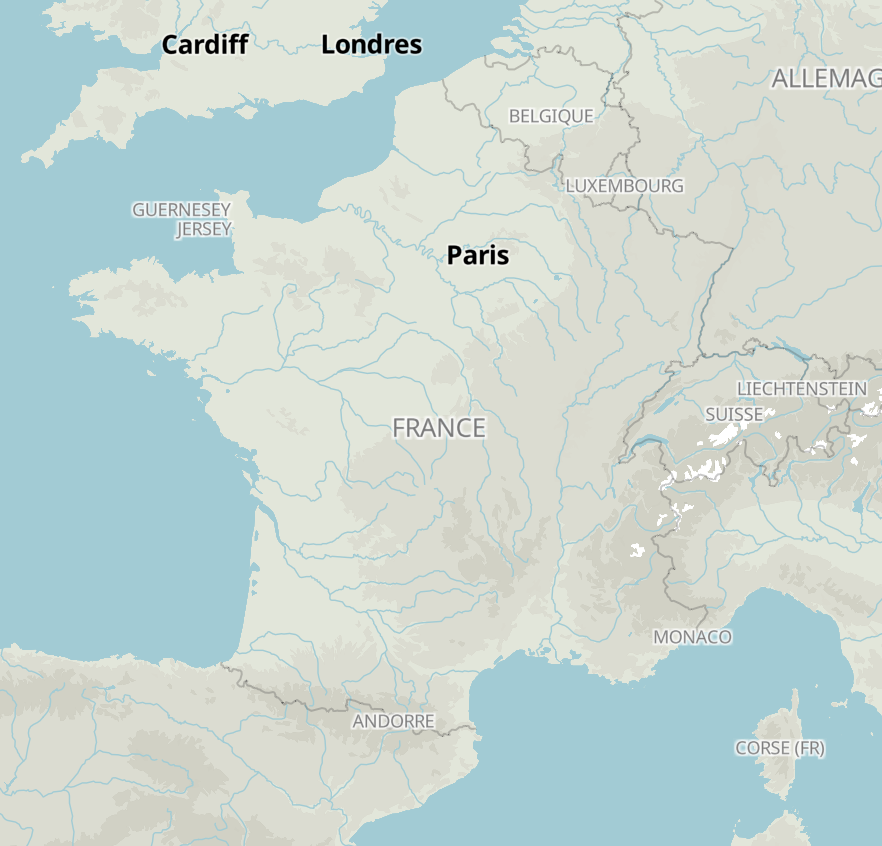 Cardiff
Londres
ALLEMAG
BELGIQUE
LUXEMBOURG
GUERNESEY
JERSEY
Paris
LIECHTENSTEIN
SUISSE
FRANCE
MONACO
ANDORRE
CORSE (FR)